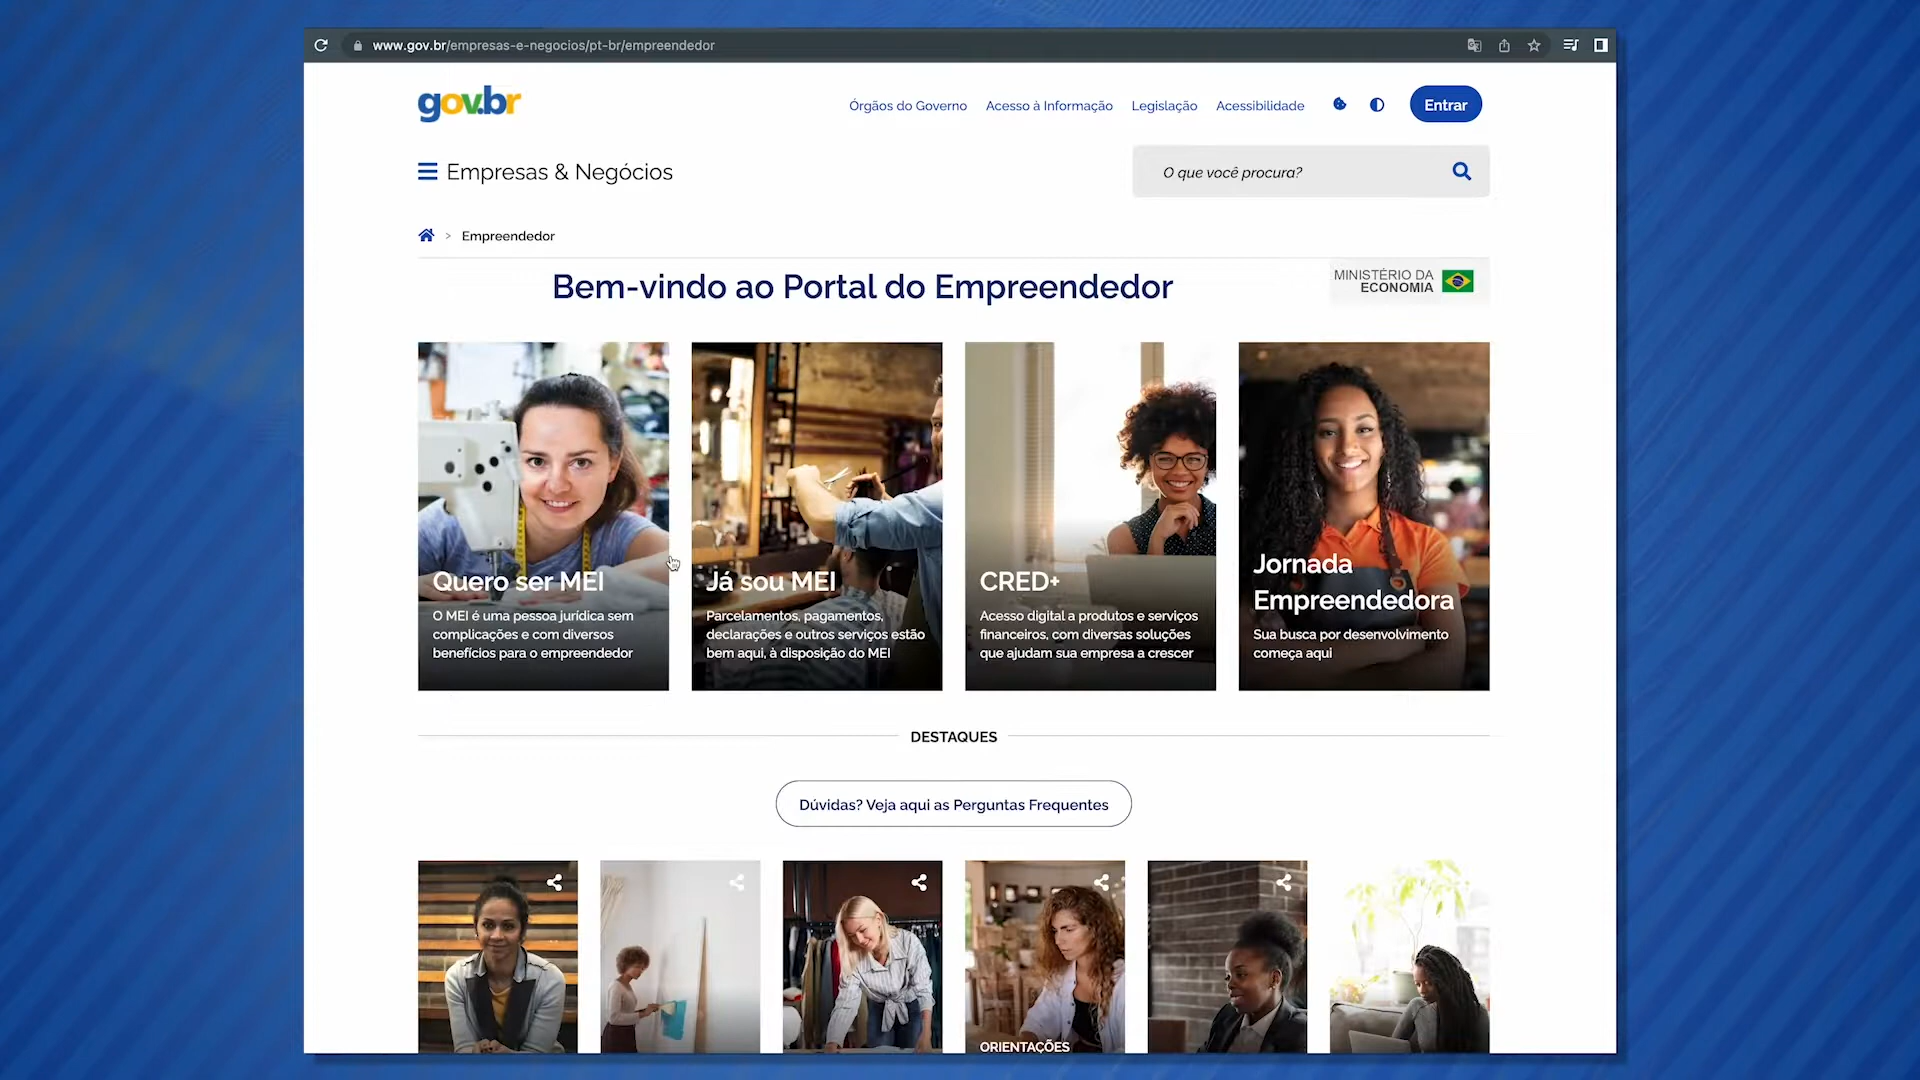 www.gov.br/empresas-e-negocios/pt-br/empreendedor
gov.br
Órgãos do Governo
Acesso à Informação
Legislação
Acessibilidade
Entrar
Empresas & Negócios
O que você procura?
> Empreendedor
Bem-vindo ao Portal do Empreendedor
MINISTÉRIO DA
ECONOMIA
Quero ser MEI
O MEI é uma pessoa jurídica sem
complicações e com diversos
benefícios para o empreendedor
Já sou MEI
Parcelamentos, pagamentos,
declarações e outros serviços estão
bem aqui, à disposição do MEI
CRED+
Acesso digital a produtos e serviços
financeiros, com diversas soluções
que ajudam sua empresa a crescer
Jornada
Empreendedora
Sua busca por desenvolvimento
começa aqui
DESTAQUES
Dúvidas? Veja aqui as Perguntas Frequentes
ORIENTAÇÕES